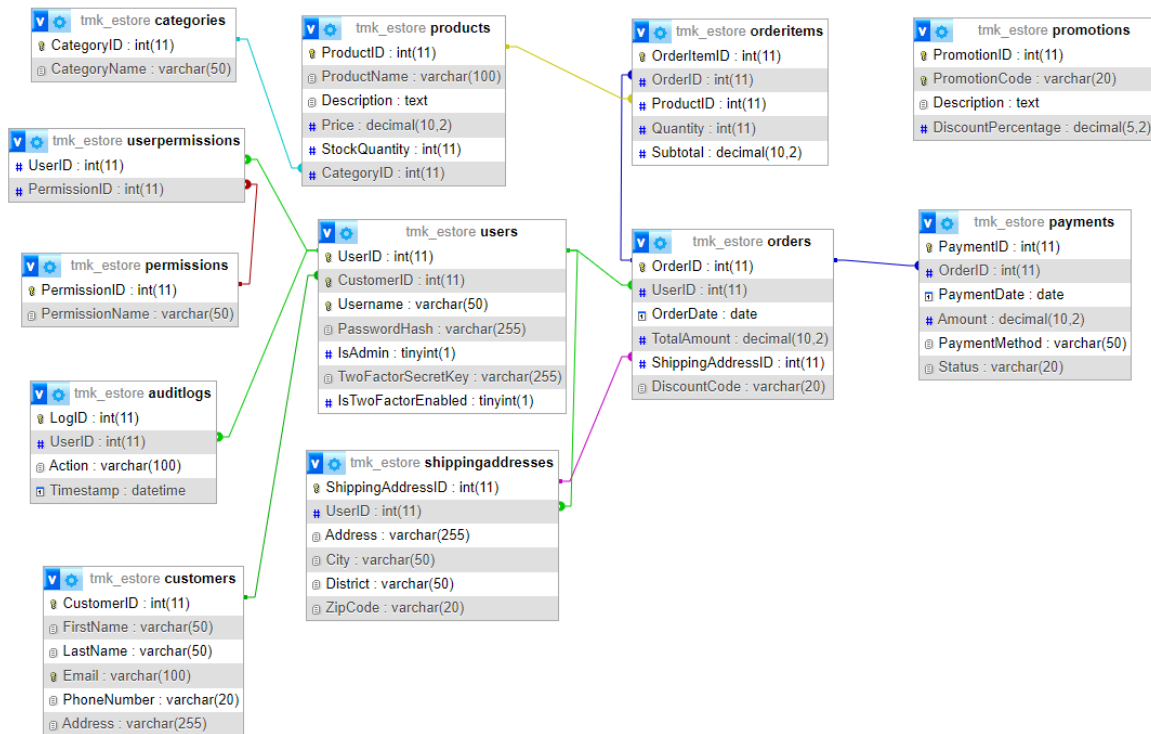 tmk_estore categories
CategoryID : int(11)
CategoryName : varchar(50)
tmk_estore products
ProductID : int(11)
ProductName : varchar(100)
Description : text
Price : decimal(10,2)
StockQuantity : int(11)
CategoryID : int(11)
tmk_estore orderitems
OrderItemID : int(11)
OrderID : int(11)
ProductID : int(11)
Quantity : int(11)
Subtotal : decimal(10,2)
tmk_estore promotions
PromotionID : int(11)
PromotionCode : varchar(20)
Description : text
DiscountPercentage : decimal(5,2)
tmk_estore userpermissions
UserID : int(11)
PermissionID : int(11)
tmk_estore permissions
PermissionID : int(11)
PermissionName : varchar(50)
tmk_estore users
UserID : int(11)
CustomerID : int(11)
Username : varchar(50)
PasswordHash : varchar(255)
IsAdmin : tinyint(1)
TwoFactorSecretKey : varchar(255)
IsTwoFactorEnabled : tinyint(1)
tmk_estore orders
OrderID : int(11)
UserID : int(11)
OrderDate : date
TotalAmount : decimal(10,2)
ShippingAddressID : int(11)
DiscountCode : varchar(20)
tmk_estore payments
PaymentID : int(11)
OrderID : int(11)
PaymentDate : date
Amount : decimal(10,2)
PaymentMethod : varchar(50)
Status : varchar(20)
tmk_estore auditlogs
LogID : int(11)
UserID : int(11)
Action : varchar(100)
Timestamp : datetime
tmk_estore shippingaddresses
ShippingAddressID : int(11)
UserID : int(11)
Address : varchar(255)
City : varchar(50)
District : varchar(50)
ZipCode : varchar(20)
tmk_estore customers
CustomerID : int(11)
FirstName : varchar(50)
LastName : varchar(50)
Email : varchar(100)
PhoneNumber : varchar(20)
Address : varchar(255)